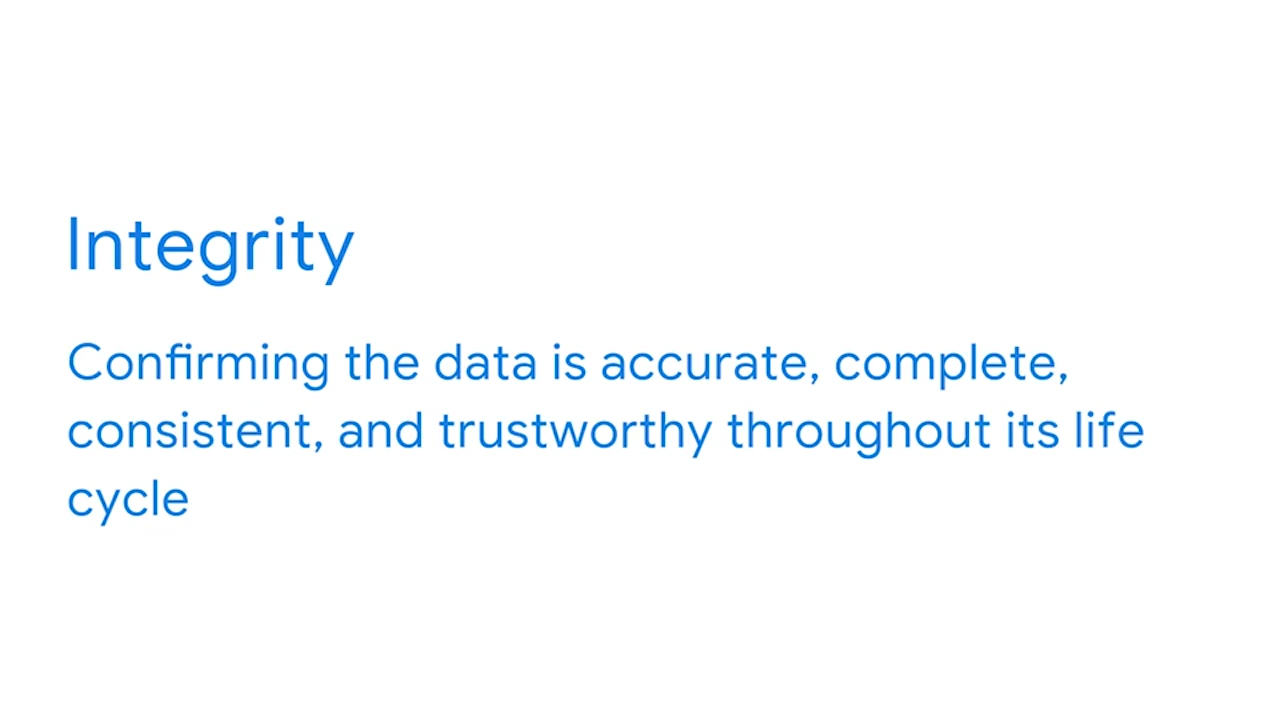 Integrity
Confirming the data is accurate, complete,
consistent, and trustworthy throughout its life
cycle